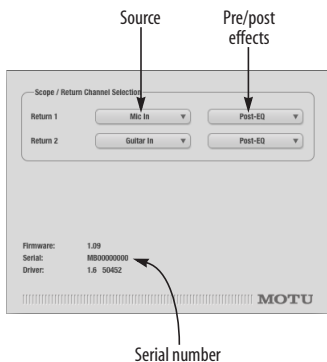 Source
Pre/post
effects
Scope / Return Channel Selection
Return 1 Mic In Post-EQ
Return 2 Guitar In Post-EQ
Firmware: 1.09
Serial: MB00000000
Driver: 1.6 50452
MOTU
Serial number